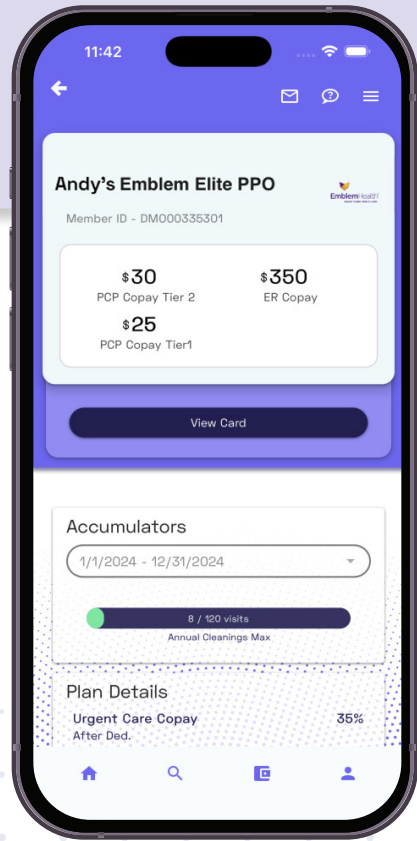 11:42
Andy's Emblem Elite PPO
EmblemHealth
Member ID - DM000335301
$30
PCP Copay Tier 2
$350
ER Copay
$25
PCP Copay Tier1
View Card
Accumulators
1/1/2024 - 12/31/2024
8 / 120 visits
Annual Cleanings Max
Plan Details
Urgent Care Copay
35%
After Ded.